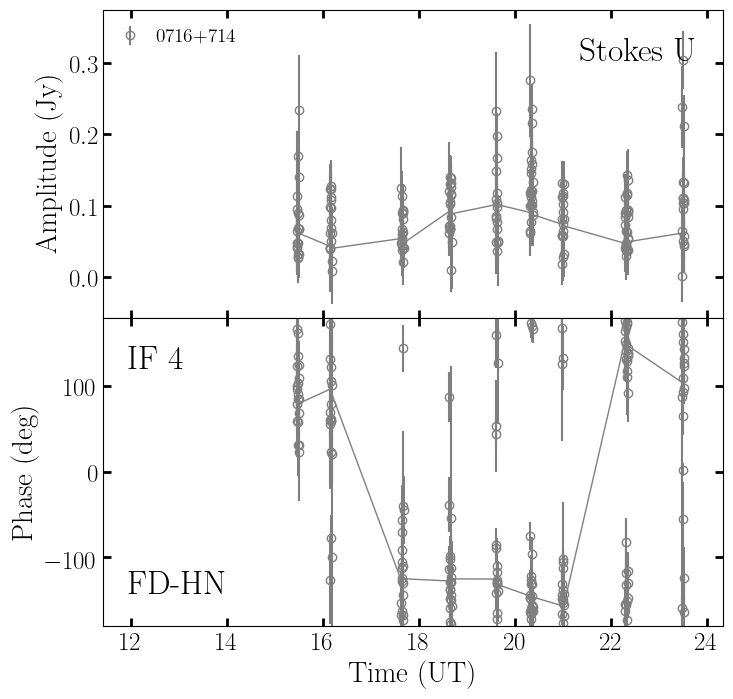 0716+714
Stokes U
0.3
0.2
0.1
0.0
Amplitude (Jy)
IF 4
100
0
−100
Phase (deg)
FD-HN
12 14 16 18 20 22 24
Time (UT)